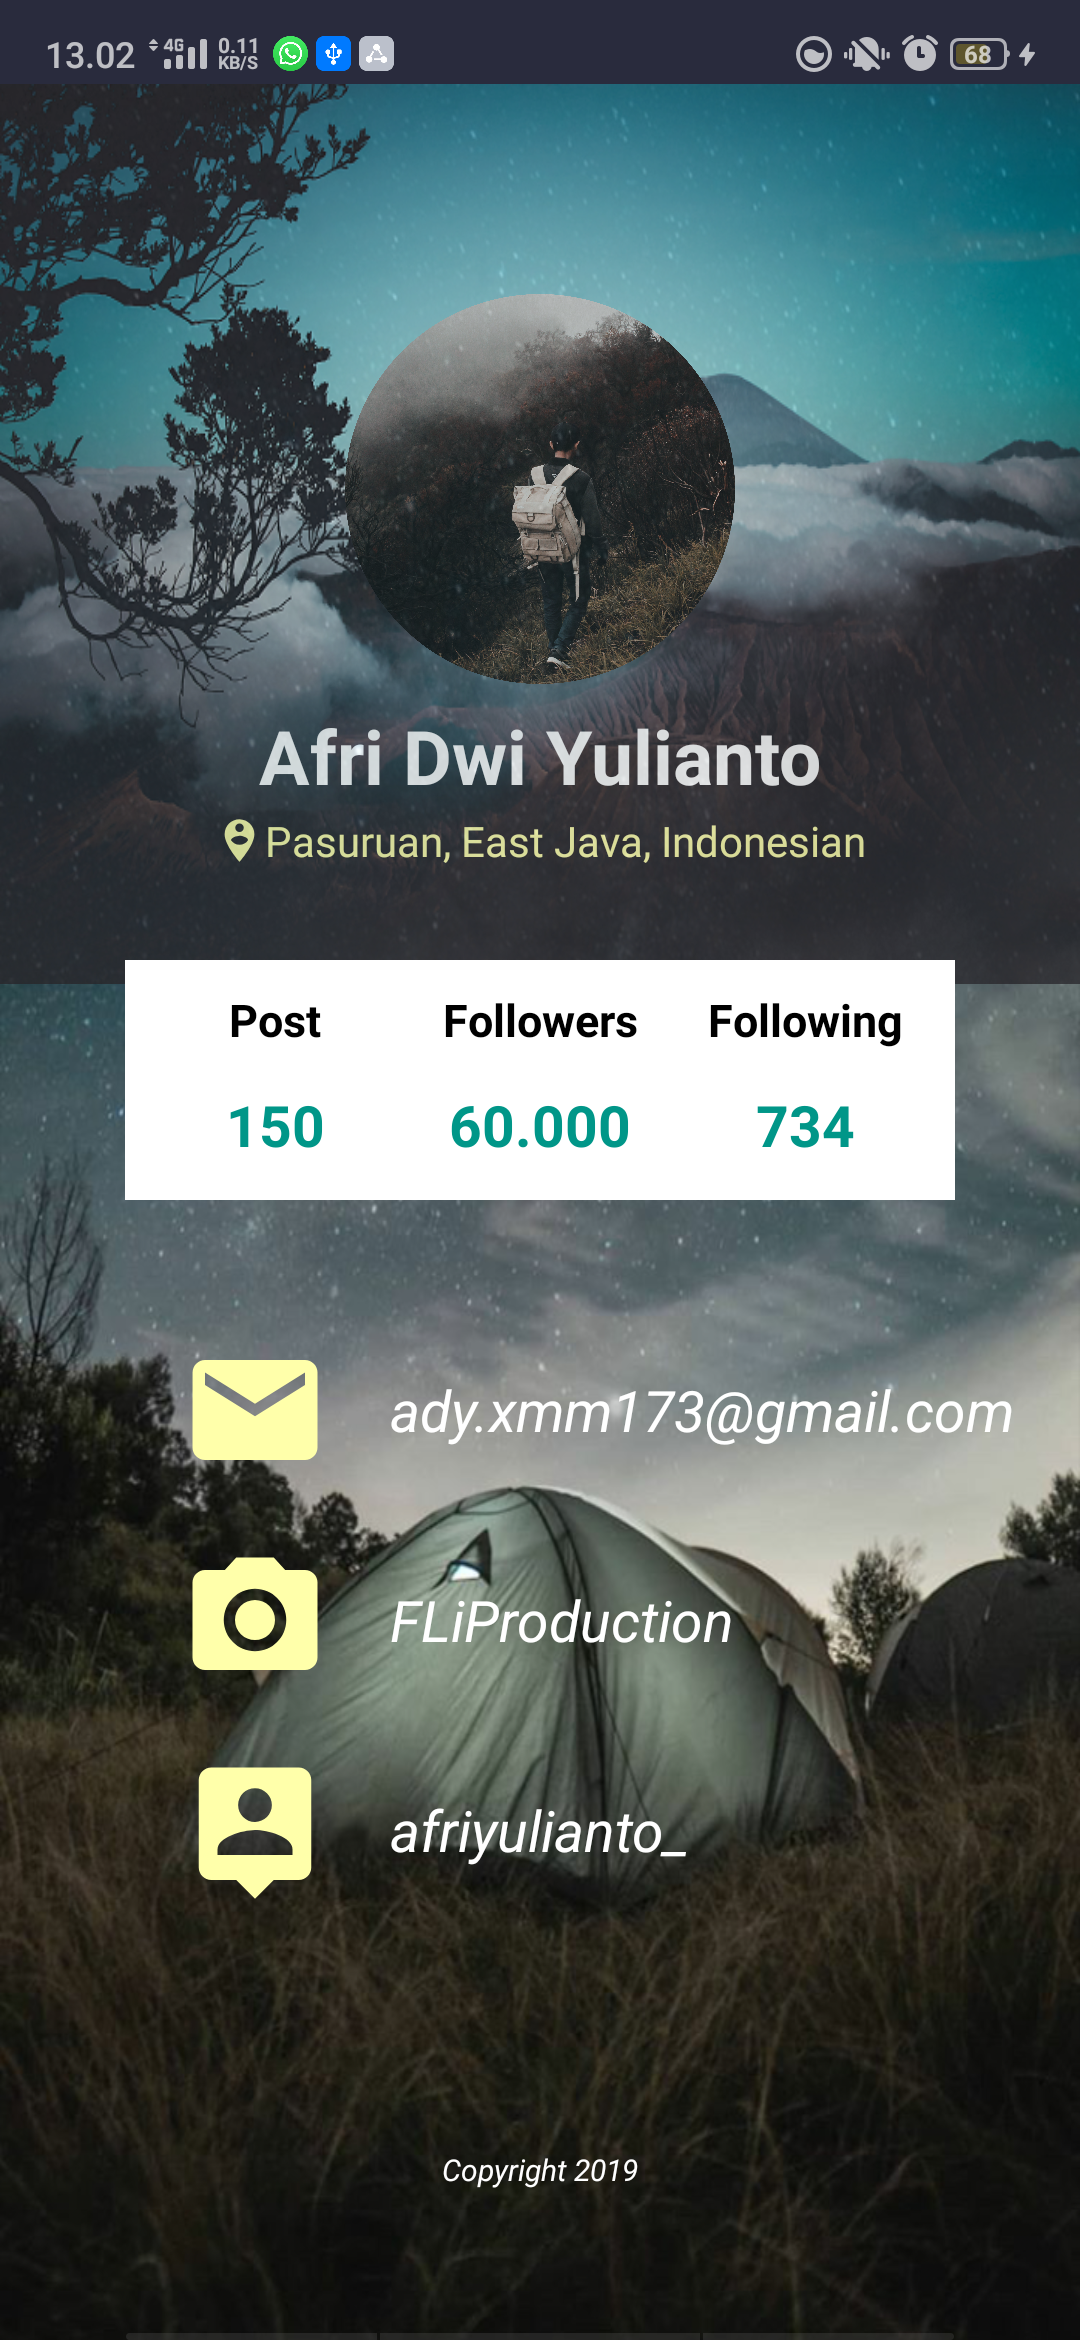 13.02 4G 0.11 KB/S 68
Afri Dwi Yulianto
Pasuruan, East Java, Indonesian
Post Followers Following
150 60.000 734
ady.xmm173@gmail.com
FLiProduction
afriyulianto_
Copyright 2019